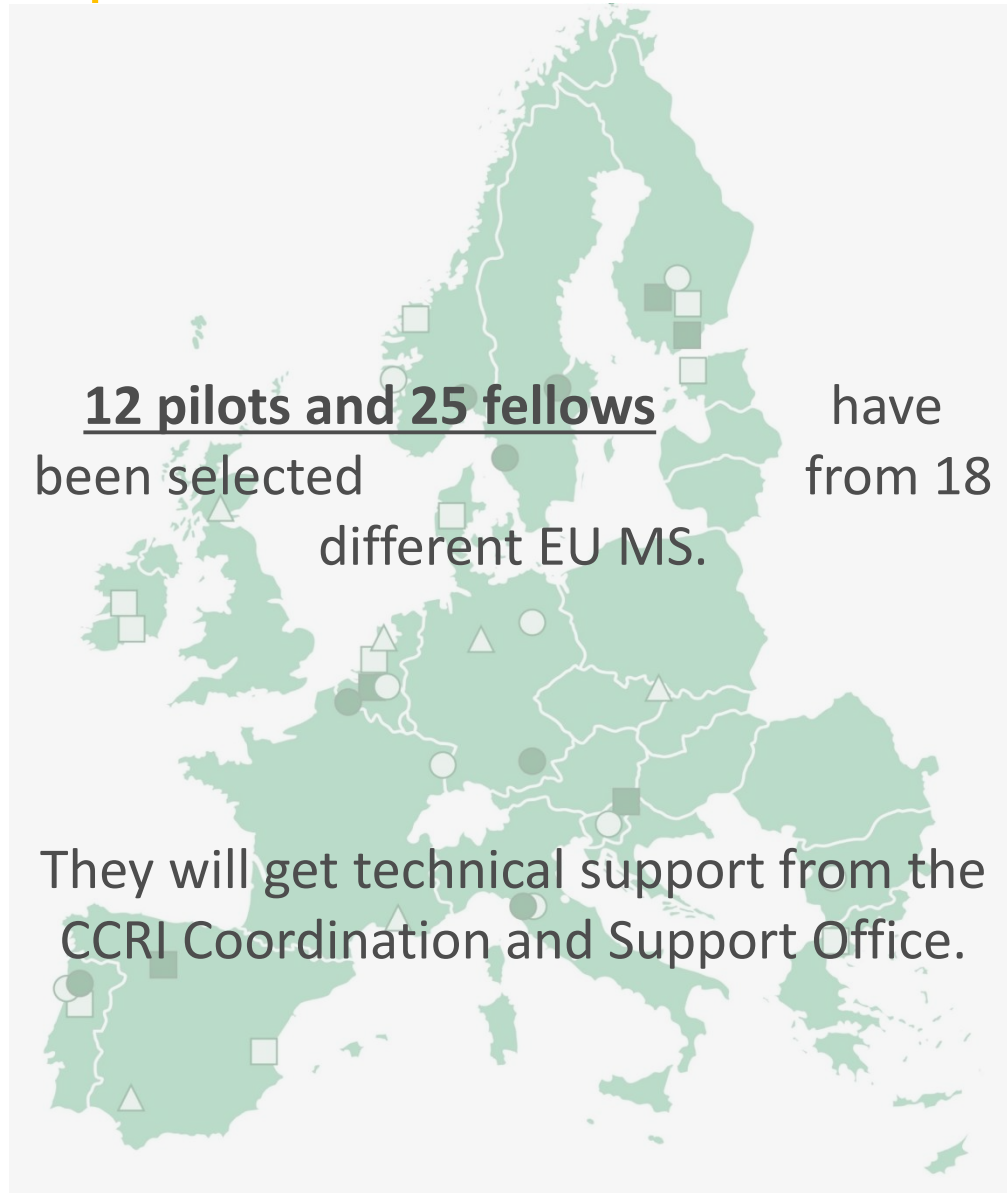 12 pilots and 25 fellows have
been selected from 18
different EU MS.
They will get technical support from the
CCRI Coordination and Support Office.